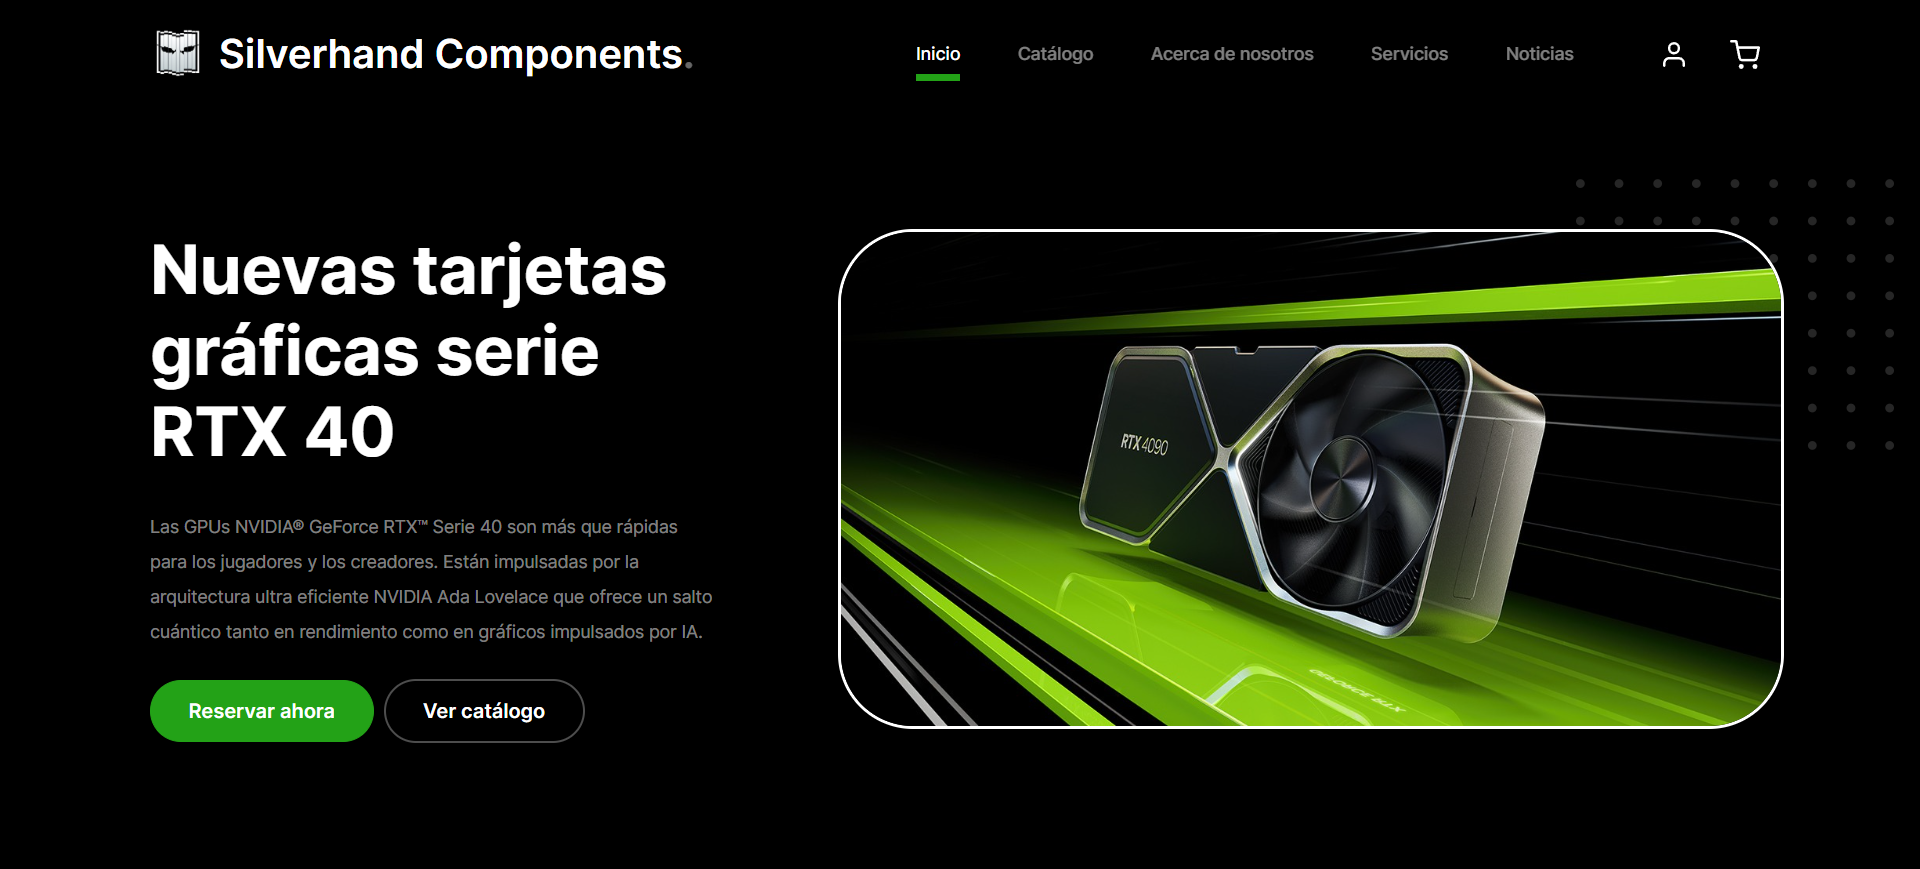 Silverhand Components.
Inicio
Catálogo
Acerca de nosotros
Servicios
Noticias
Nuevas tarjetas
gráficas serie
RTX 40
Las GPUs NVIDIA® GeForce RTX™ Serie 40 son más que rápidas
para los jugadores y los creadores. Están impulsadas por la
arquitectura ultra eficiente NVIDIA Ada Lovelace que ofrece un salto
cuántico tanto en rendimiento como en gráficos impulsados por IA.
Reservar ahora
Ver catálogo
RTX 4090
GEFORCE RTX